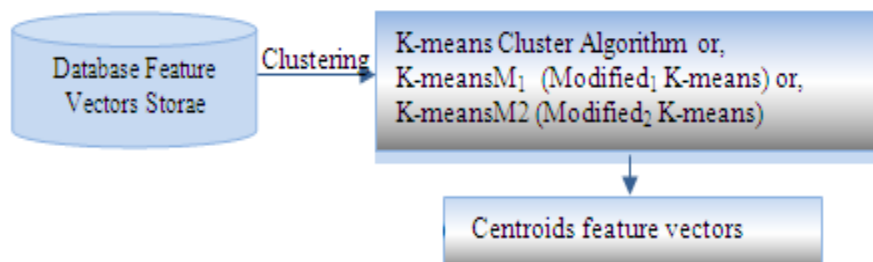 Database Feature
Vectors Storae
Clustering
K-means Cluster Algorithm or,
K-meansM₁ (Modified₁ K-means) or,
K-meansM2 (Modified₂ K-means)
Centroids feature vectors